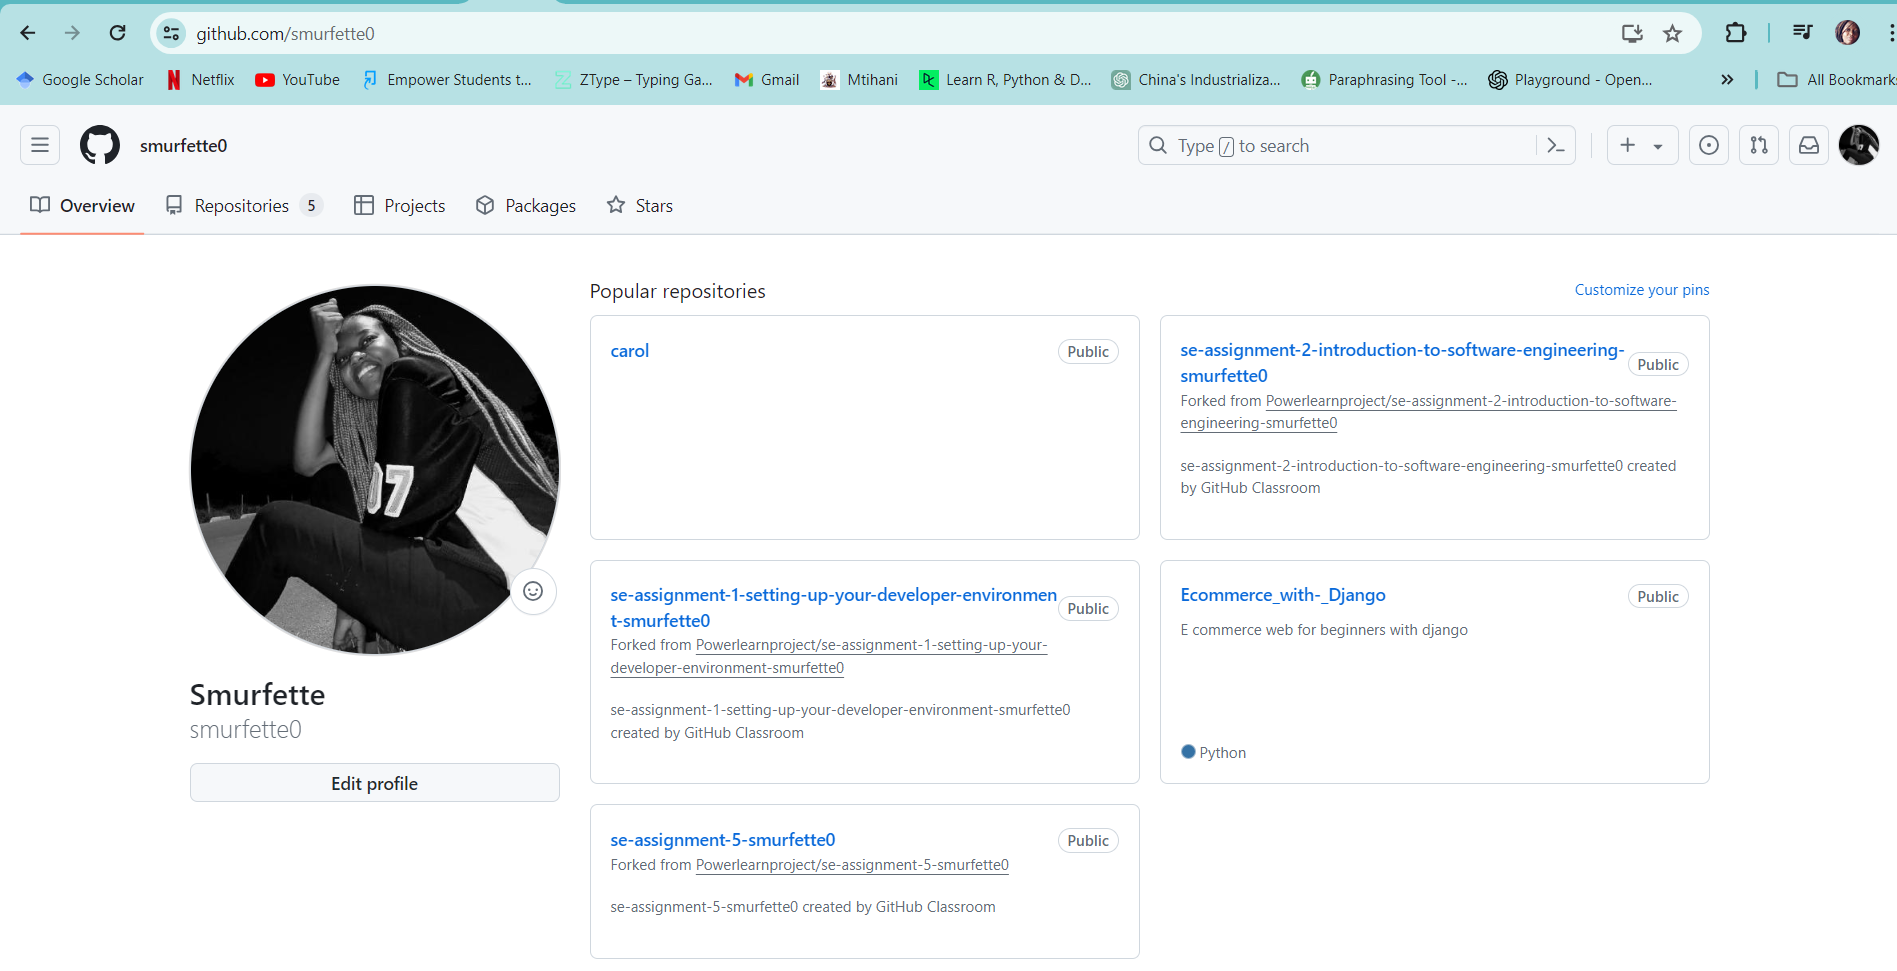 github.com/smurfette0
Google Scholar
Netflix
YouTube
Empower Students t...
ZType – Typing Ga...
Gmail
Mtihani
Learn R, Python & D...
China's Industrializa...
Paraphrasing Tool -...
Playground - Open...
»
All Bookmarks
smurfette0
Type / to search
Overview
Repositories 5
Projects
Packages
Stars
07
Smurfette
smurfette0
Edit profile
Popular repositories
Customize your pins
carol
Public
se-assignment-2-introduction-to-software-engineering-
smurfette0
Public
Forked from Powerlearnproject/se-assignment-2-introduction-to-software-
engineering-smurfette0
se-assignment-2-introduction-to-software-engineering-smurfette0 created
by GitHub Classroom
se-assignment-1-setting-up-your-developer-environmen
t-smurfette0
Public
Forked from Powerlearnproject/se-assignment-1-setting-up-your-
developer-environment-smurfette0
se-assignment-1-setting-up-your-developer-environment-smurfette0
created by GitHub Classroom
Ecommerce_with-_Django
Public
E commerce web for beginners with django
Python
se-assignment-5-smurfette0
Public
Forked from Powerlearnproject/se-assignment-5-smurfette0
se-assignment-5-smurfette0 created by GitHub Classroom